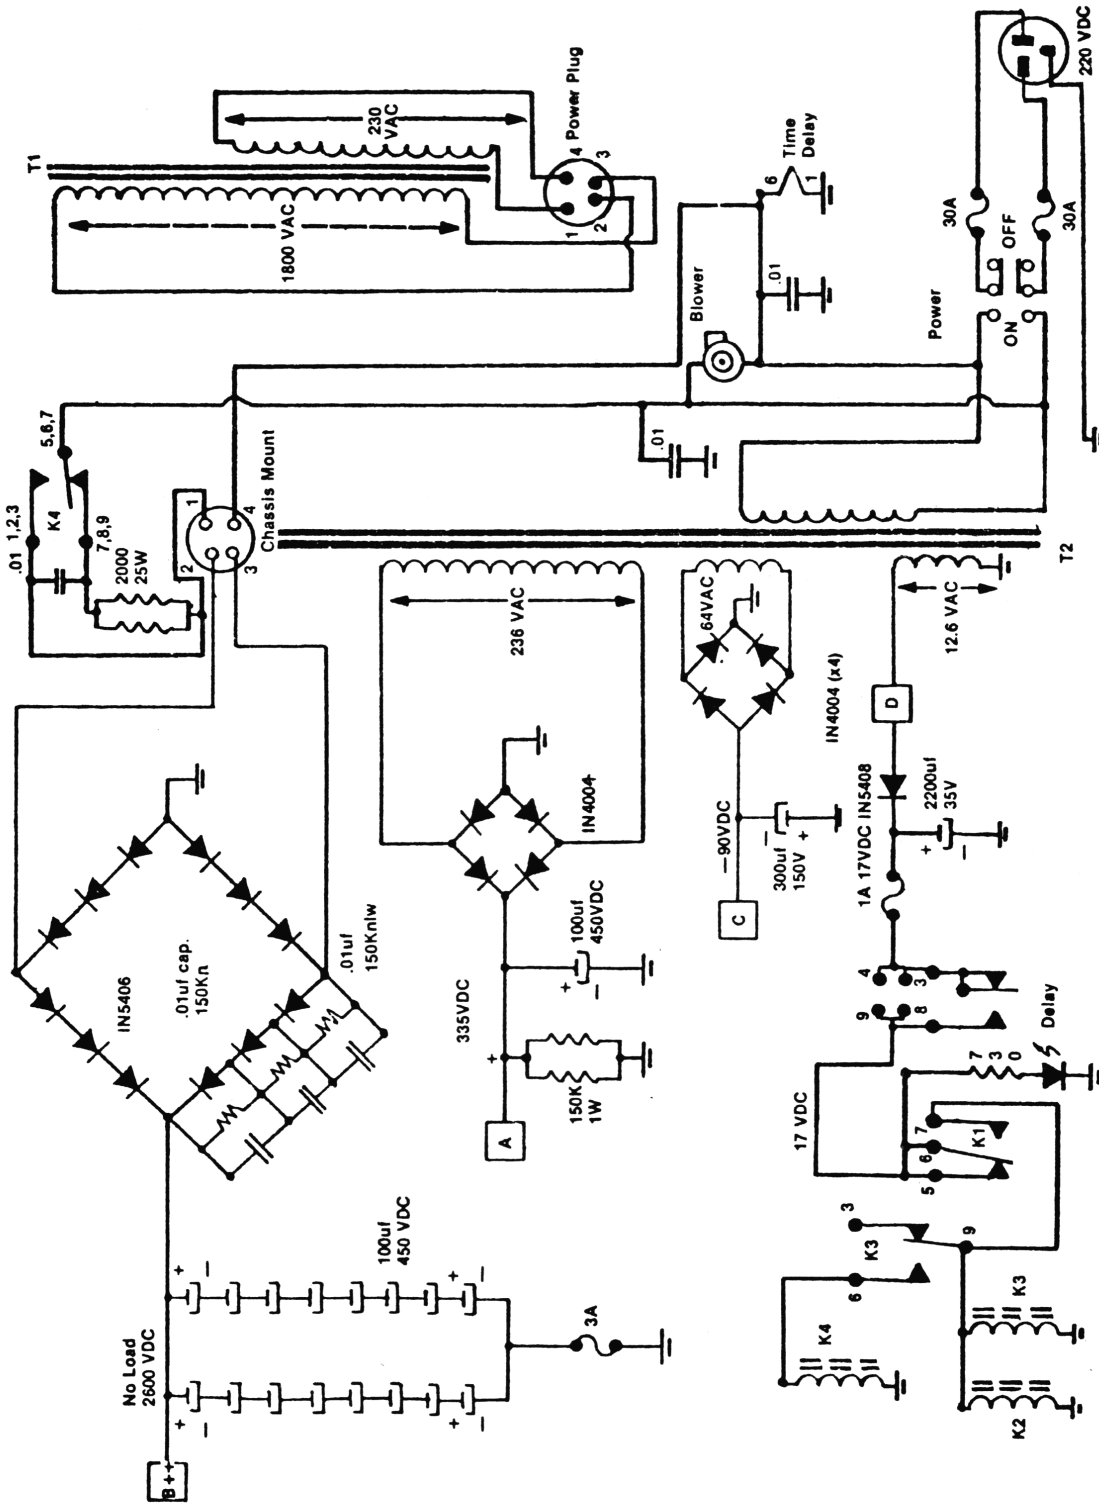 T1
1800 VAC
230
VAC
4
3
1
2
Power Plug
6
1
Time
Delay
.01
Blower
30A
30A
OFF
ON
Power
220 VDC
.01
5,6,7
.01 1,2,3
K4
7,8,9
2000
25W
2
1
3
4
Chassis Mount
T2
236 VAC
64VAC
12.6 VAC
IN5406
.01uf cap.
150Kn
.01uf
150Knlw
IN4004
335VDC
+
100uf
450VDC
+
−
150K
1W
A
IN4004 (x4)
−90VDC
300uf
150V
−
+
C
D
1A 17VDC IN5408
2200uf
35V
+
−
4
3
9
8
Delay
17 VDC
7
3
0
7
6
5
K1
3
K3
6
9
K4
K3
K2
No Load
2600 VDC
100uf
450 VDC
+
−
+
−
+
−
+
−
3A
B++